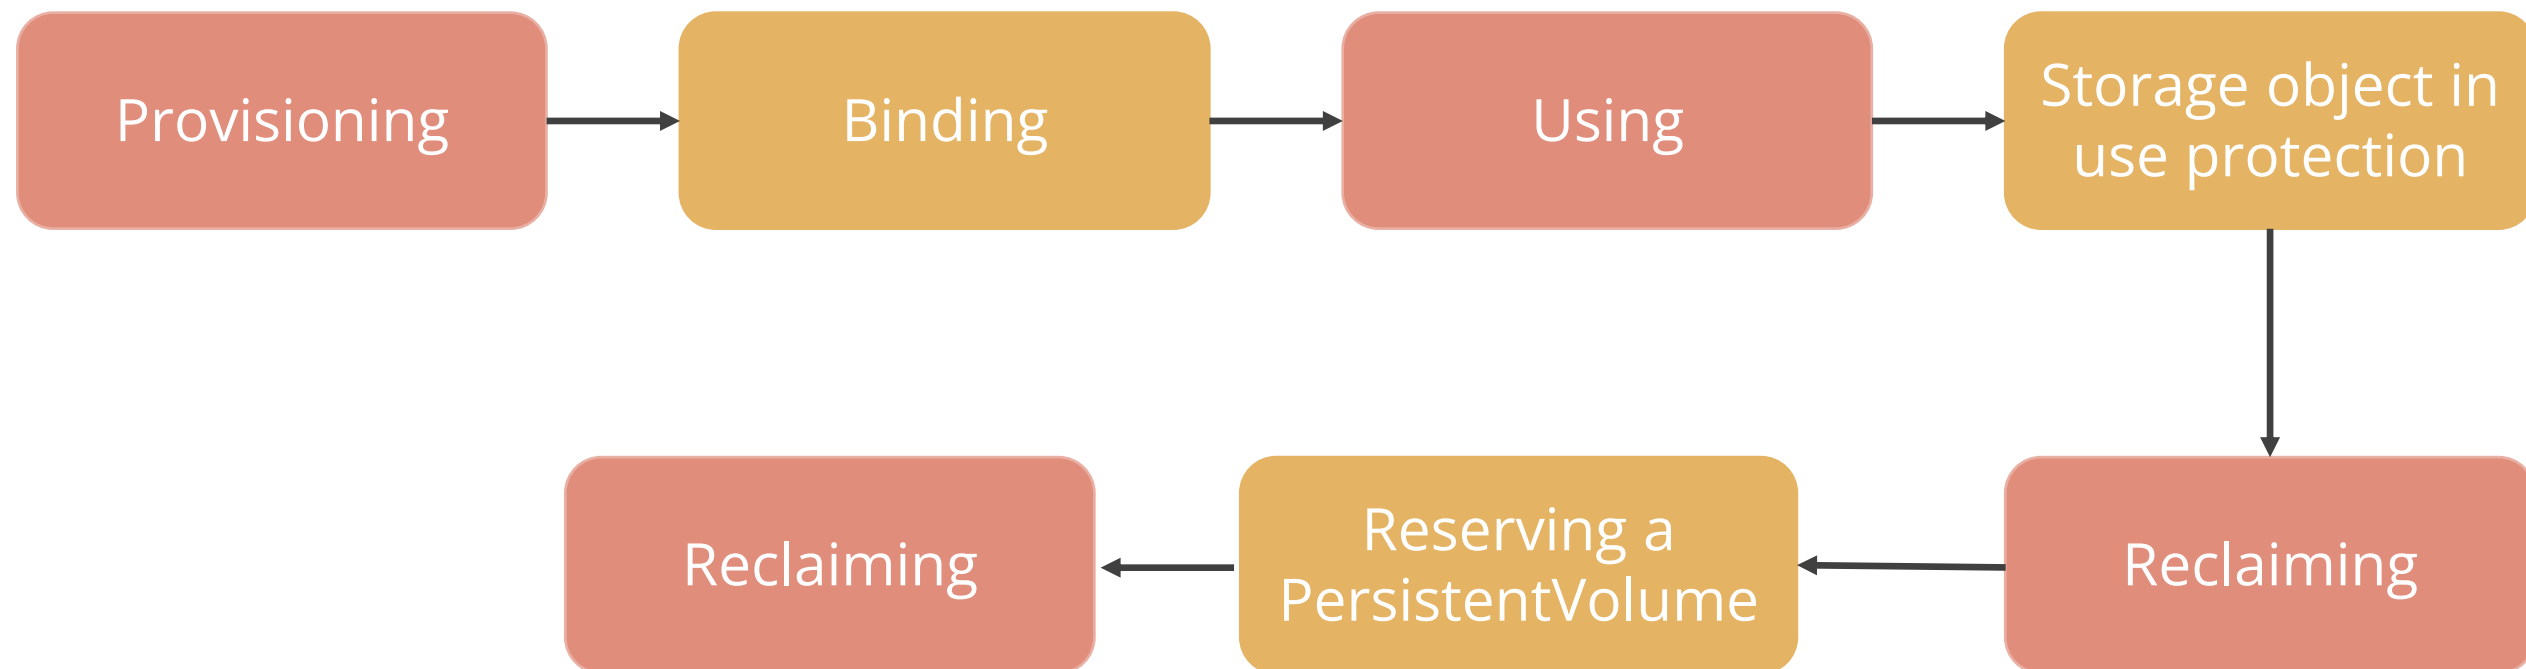 Provisioning
Binding
Using
Storage object in
use protection
Reclaiming
Reserving a
PersistentVolume
Reclaiming